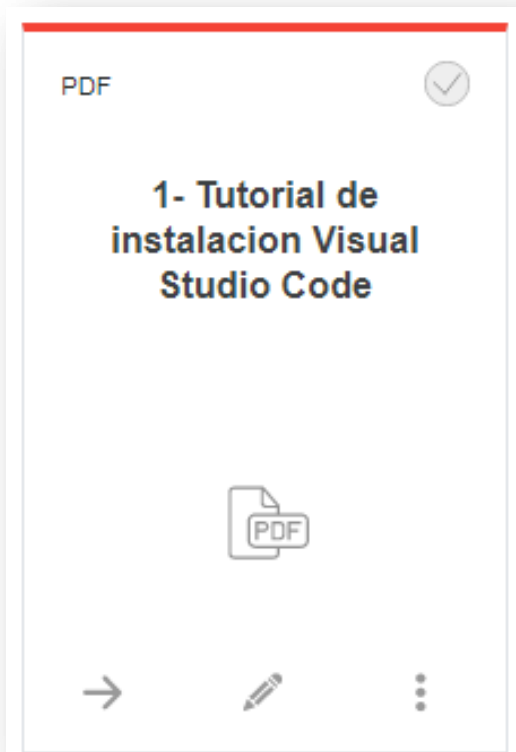 PDF
1- Tutorial de
instalacion Visual
Studio Code
PDF